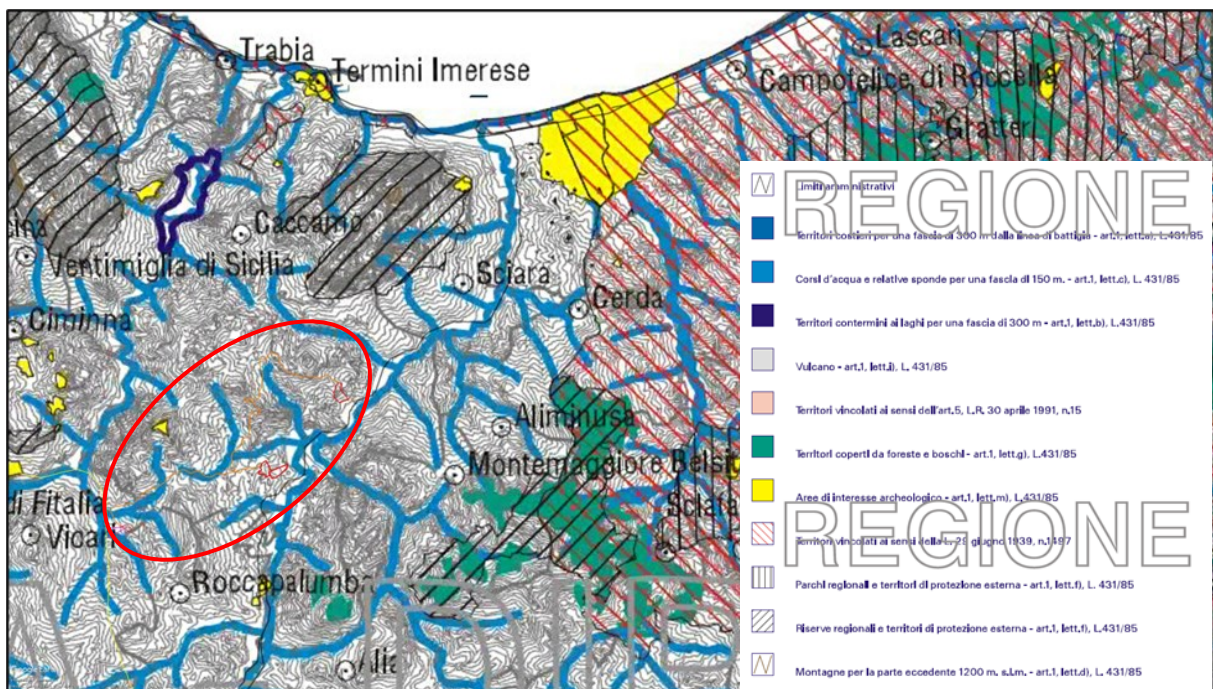 Trabia
Termini Imerese
Lascari
Campofelice di Roccella
Gratter
Caccamo
Ventimiglia di Sicilia
Sciara
Cerda
Ciminna
Aliminusa
Montemaggiore Belsi
Sclafa
di Fitalia
Vicari
Roccapalumba
Alia
REGIONE
Limiti amministrativi
Territori costieri per una fascia di 300 m dalla linea di battigia - art.1, lett.a), L.431/85
Corsi d'acqua e relative sponde per una fascia di 150 m. - art.1, lett.c), L. 431/85
Territori contermini ai laghi per una fascia di 300 m - art.1, lett.b), L.431/85
Vulcano - art.1, lett.i), L. 431/85
Territori vincolati ai sensi dell'art.5, L.R. 30 aprile 1991, n.15
Territori coperti da foreste e boschi - art.1, lett.g), L.431/85
Aree di interesse archeologico - art.1, lett.m), L.431/85
REGIONE
Territori vincolati ai sensi della L. 29 giugno 1939, n.1497
Parchi regionali e territori di protezione esterna - art.1, lett.f), L. 431/85
Riserve regionali e territori di protezione esterna - art.1, lett.f), L.431/85
Montagne per la parte eccedente 1200 m. s.l.m. - art.1, lett.d), L. 431/85